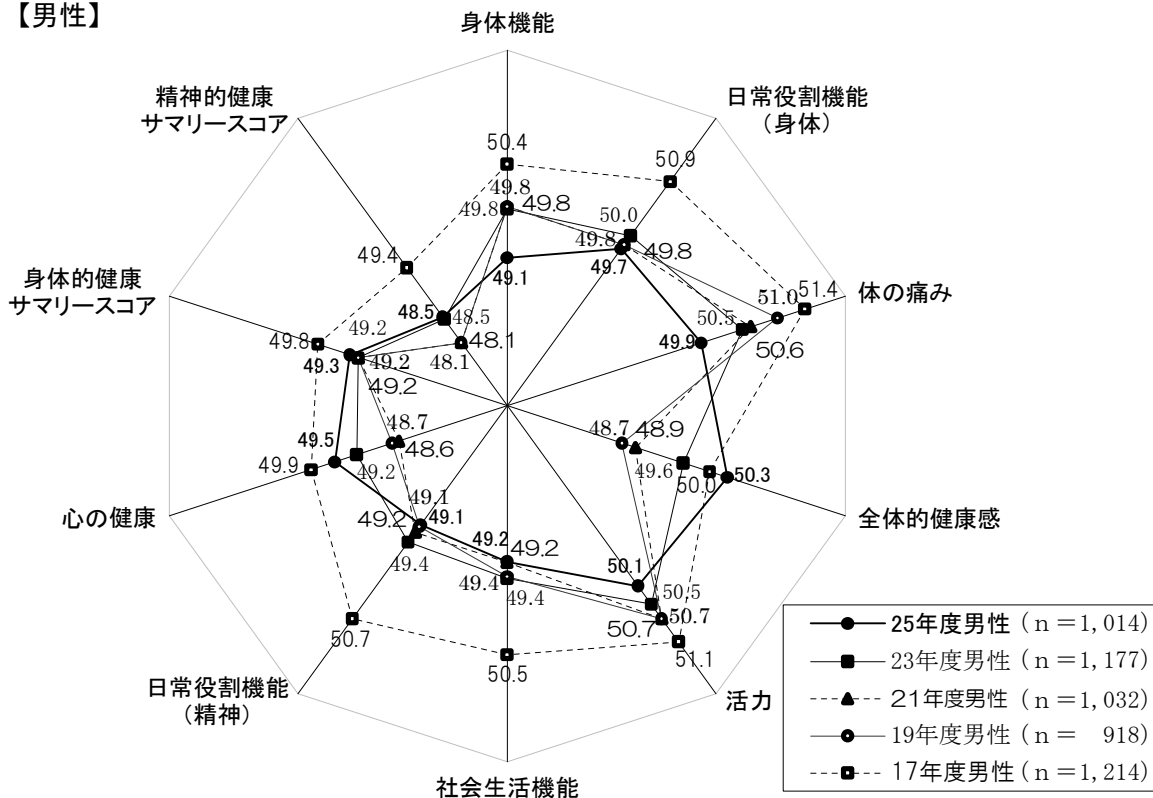 【男性】
身体機能
日常役割機能
（身体）
体の痛み
全体的健康感
活力
社会生活機能
日常役割機能
（精神）
心の健康
身体的健康
サマリースコア
精神的健康
サマリースコア
50.4
49.8
49.8
49.8
49.1
50.9
50.0
49.8
49.8
49.7
51.4
51.0
50.5
50.6
49.9
48.7
48.9
49.6
50.0
50.3
50.1
50.5
50.7
50.7
51.1
49.2
49.2
49.4
49.4
50.5
49.1
49.1
49.2
49.4
50.7
49.5
48.7
48.6
49.2
49.9
49.8
49.2
49.3
49.2
49.2
49.4
48.5
48.5
48.1
48.1
25年度男性（ｎ＝1,014）
23年度男性（ｎ＝1,177）
21年度男性（ｎ＝1,032）
19年度男性（ｎ＝ 918）
17年度男性（ｎ＝1,214）